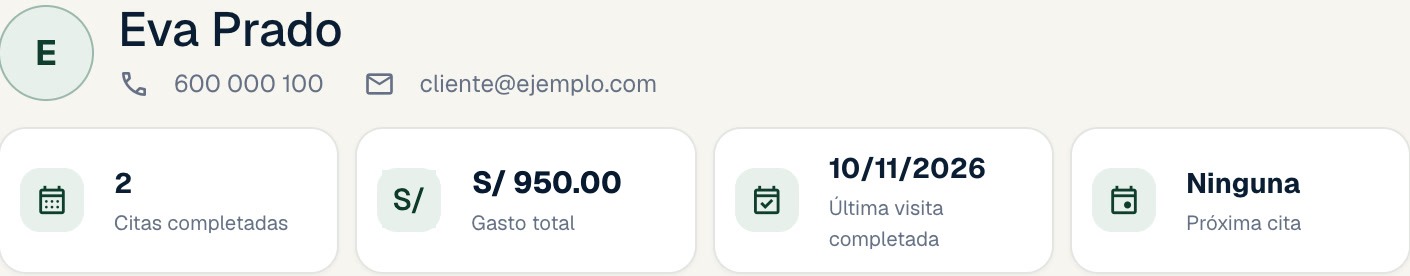 E
Eva Prado
600 000 100
cliente@ejemplo.com
2
Citas completadas
S/
S/ 950.00
Gasto total
10/11/2026
Última visita
completada
Ninguna
Próxima cita